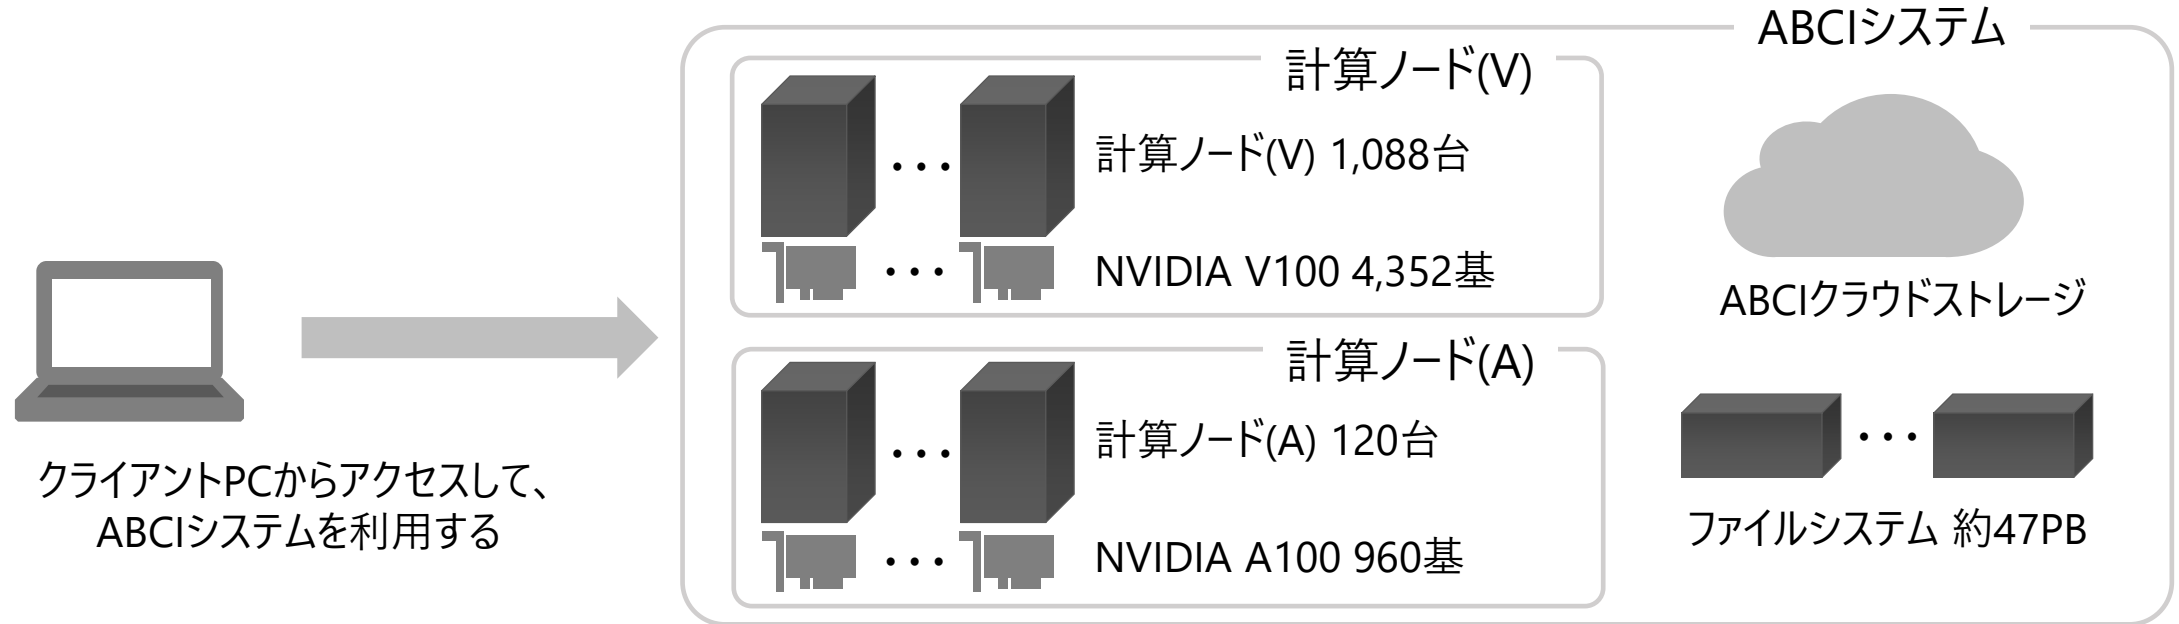 ABCIシステム
計算ノード(V)
計算ノード(V) 1,088台
NVIDIA V100 4,352基
計算ノード(A)
計算ノード(A) 120台
NVIDIA A100 960基
ABCIクラウドストレージ
ファイルシステム 約47PB
クライアントPCからアクセスして、
ABCIシステムを利用する